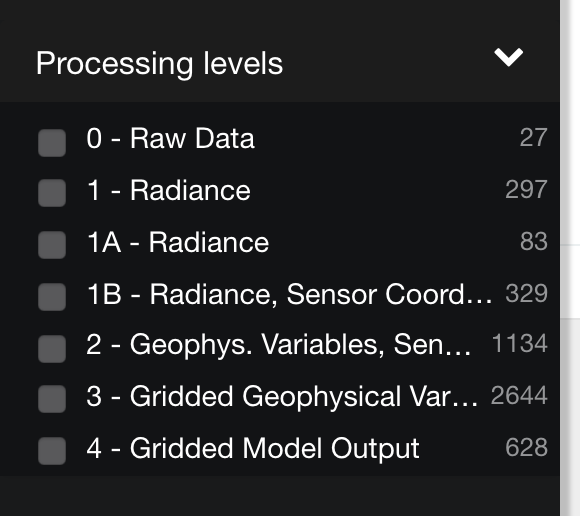 Processing levels
0 - Raw Data 27
1 - Radiance 297
1A - Radiance 83
1B - Radiance, Sensor Coord... 329
2 - Geophys. Variables, Sen... 1134
3 - Gridded Geophysical Var... 2644
4 - Gridded Model Output 628